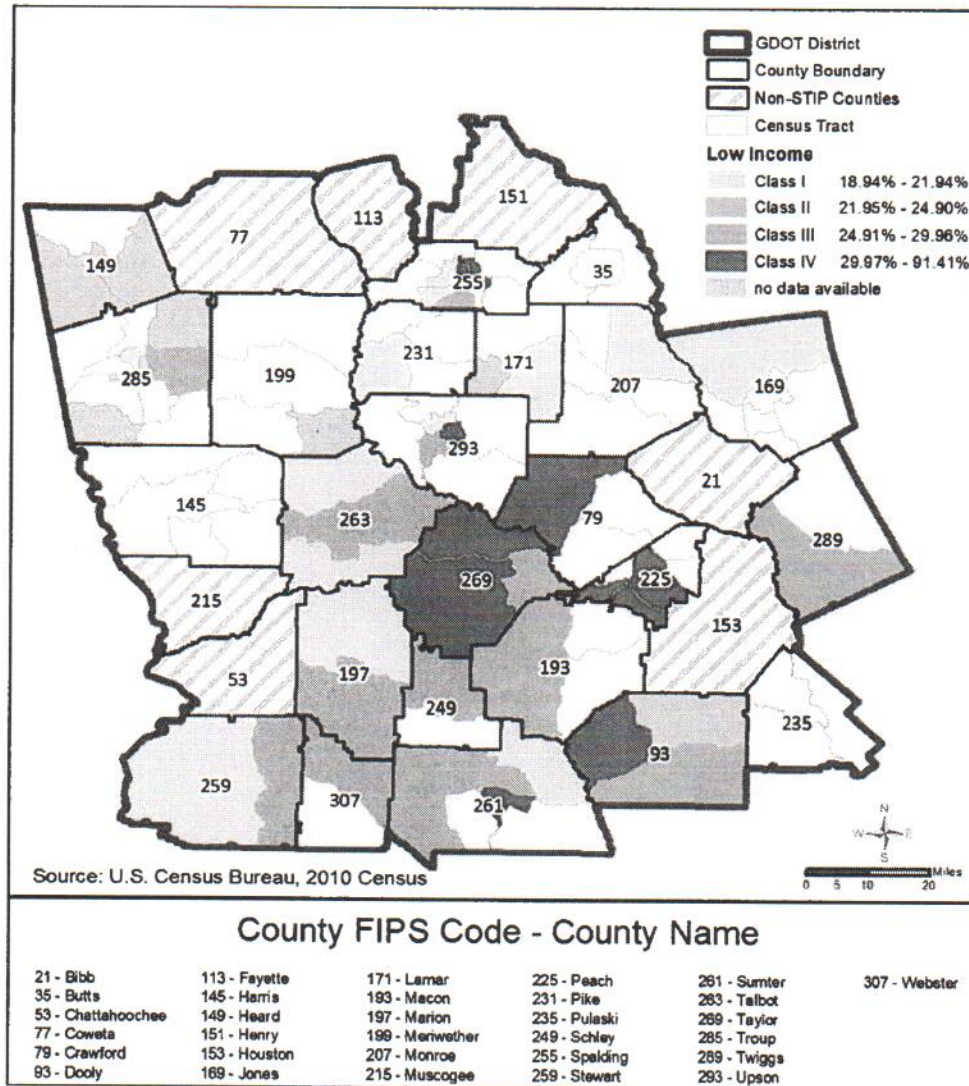 GDOT District
County Boundary
Non-STIP Counties
Census Tract
Low Income
Class I 18.94% - 21.94%
Class II 21.95% - 24.90%
Class III 24.91% - 29.96%
Class IV 29.97% - 91.41%
no data available
151
113
77
149
255
35
231
171
285
199
207
169
293
21
145
263
79
289
269
225
215
153
53
197
193
249
235
93
259
307
261
N
W E
S
Source: U.S. Census Bureau, 2010 Census
Miles
0 5 10 20
County FIPS Code - County Name
21 - Bibb 113 - Fayette 171 - Lamar 225 - Peach 261 - Sumter 307 - Webster
35 - Butts 145 - Harris 193 - Macon 231 - Pike 263 - Talbot
53 - Chattahoochee 149 - Heard 197 - Marion 235 - Pulaski 269 - Taylor
77 - Coweta 151 - Henry 199 - Meriwether 249 - Schley 285 - Troup
79 - Crawford 153 - Houston 207 - Monroe 255 - Spalding 289 - Twiggs
93 - Dooly 169 - Jones 215 - Muscogee 259 - Stewart 293 - Upson